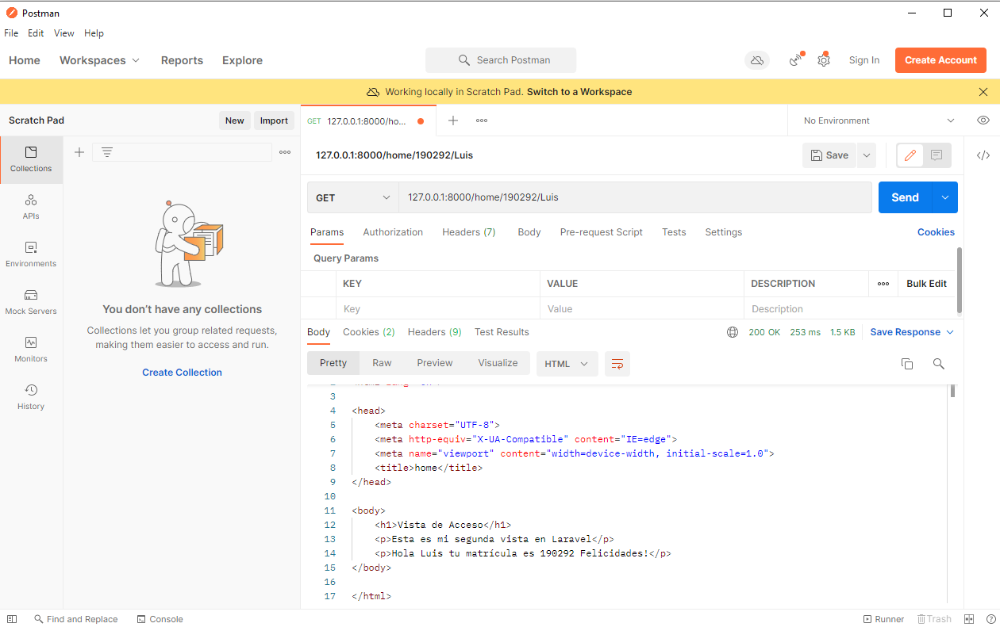 Postman
File Edit View Help
Home Workspaces Reports Explore Search Postman Sign In Create Account
Working locally in Scratch Pad. Switch to a Workspace
Scratch Pad New Import GET 127.0.0.1:8000/ho... No Environment
Collections
APIs
Environments
Mock Servers
Monitors
History
You don't have any collections
Collections let you group related requests,
making them easier to access and run.
Create Collection
127.0.0.1:8000/home/190292/Luis Save
GET 127.0.0.1:8000/home/190292/Luis Send
Params Authorization Headers (7) Body Pre-request Script Tests Settings Cookies
Query Params
KEY VALUE DESCRIPTION Bulk Edit
Key Value Description
Body Cookies (2) Headers (9) Test Results 200 OK 253 ms 1.5 KB Save Response
Pretty Raw Preview Visualize HTML
3
4 <head>
5 <meta charset="UTF-8">
6 <meta http-equiv="X-UA-Compatible" content="IE=edge">
7 <meta name="viewport" content="width=device-width, initial-scale=1.0">
8 <title>home</title>
9 </head>
10
11 <body>
12 <h1>Vista de Acceso</h1>
13 <p>Esta es mi segunda vista en Laravel</p>
14 <p>Hola Luis tu matrícula es 190292 Felicidades!</p>
15 </body>
16
17 </html>
Find and Replace Console Runner Trash